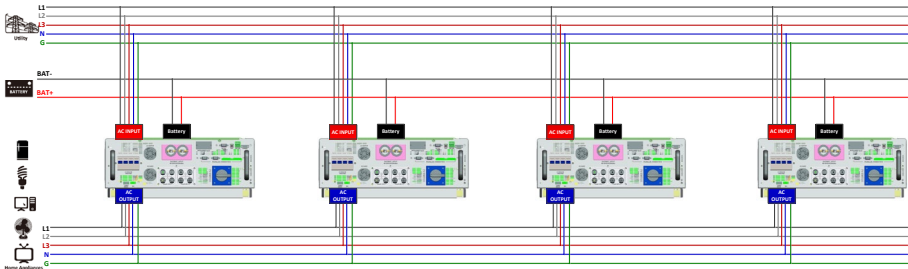 L1
L2
L3
N
G
Utility
BAT-
BATTERY
BAT+
AC INPUT
Battery
AC INPUT
Battery
AC INPUT
Battery
AC INPUT
Battery
AC
OUTPUT
AC
OUTPUT
AC
OUTPUT
AC
OUTPUT
L1
L2
L3
N
G
Home Appliances